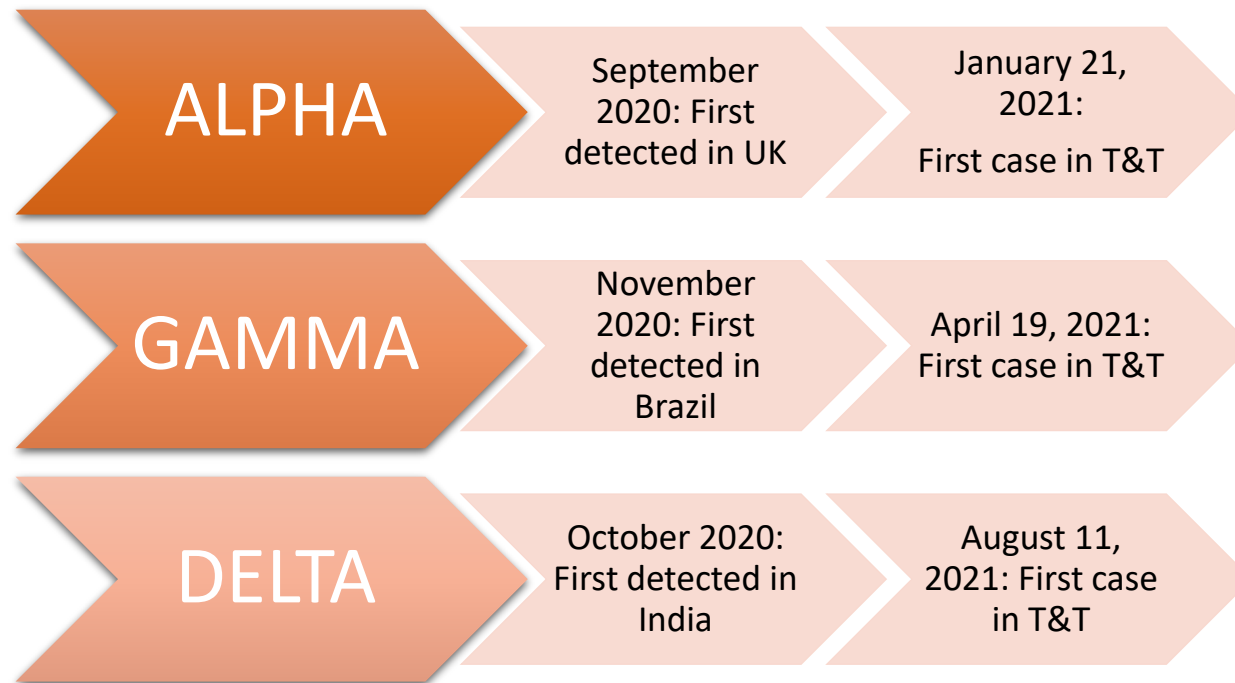 ALPHA
September
2020: First
detected in UK
January 21,
2021:
First case in T&T
GAMMA
November
2020: First
detected in
Brazil
April 19, 2021:
First case in T&T
DELTA
October 2020:
First detected in
India
August 11,
2021: First case
in T&T